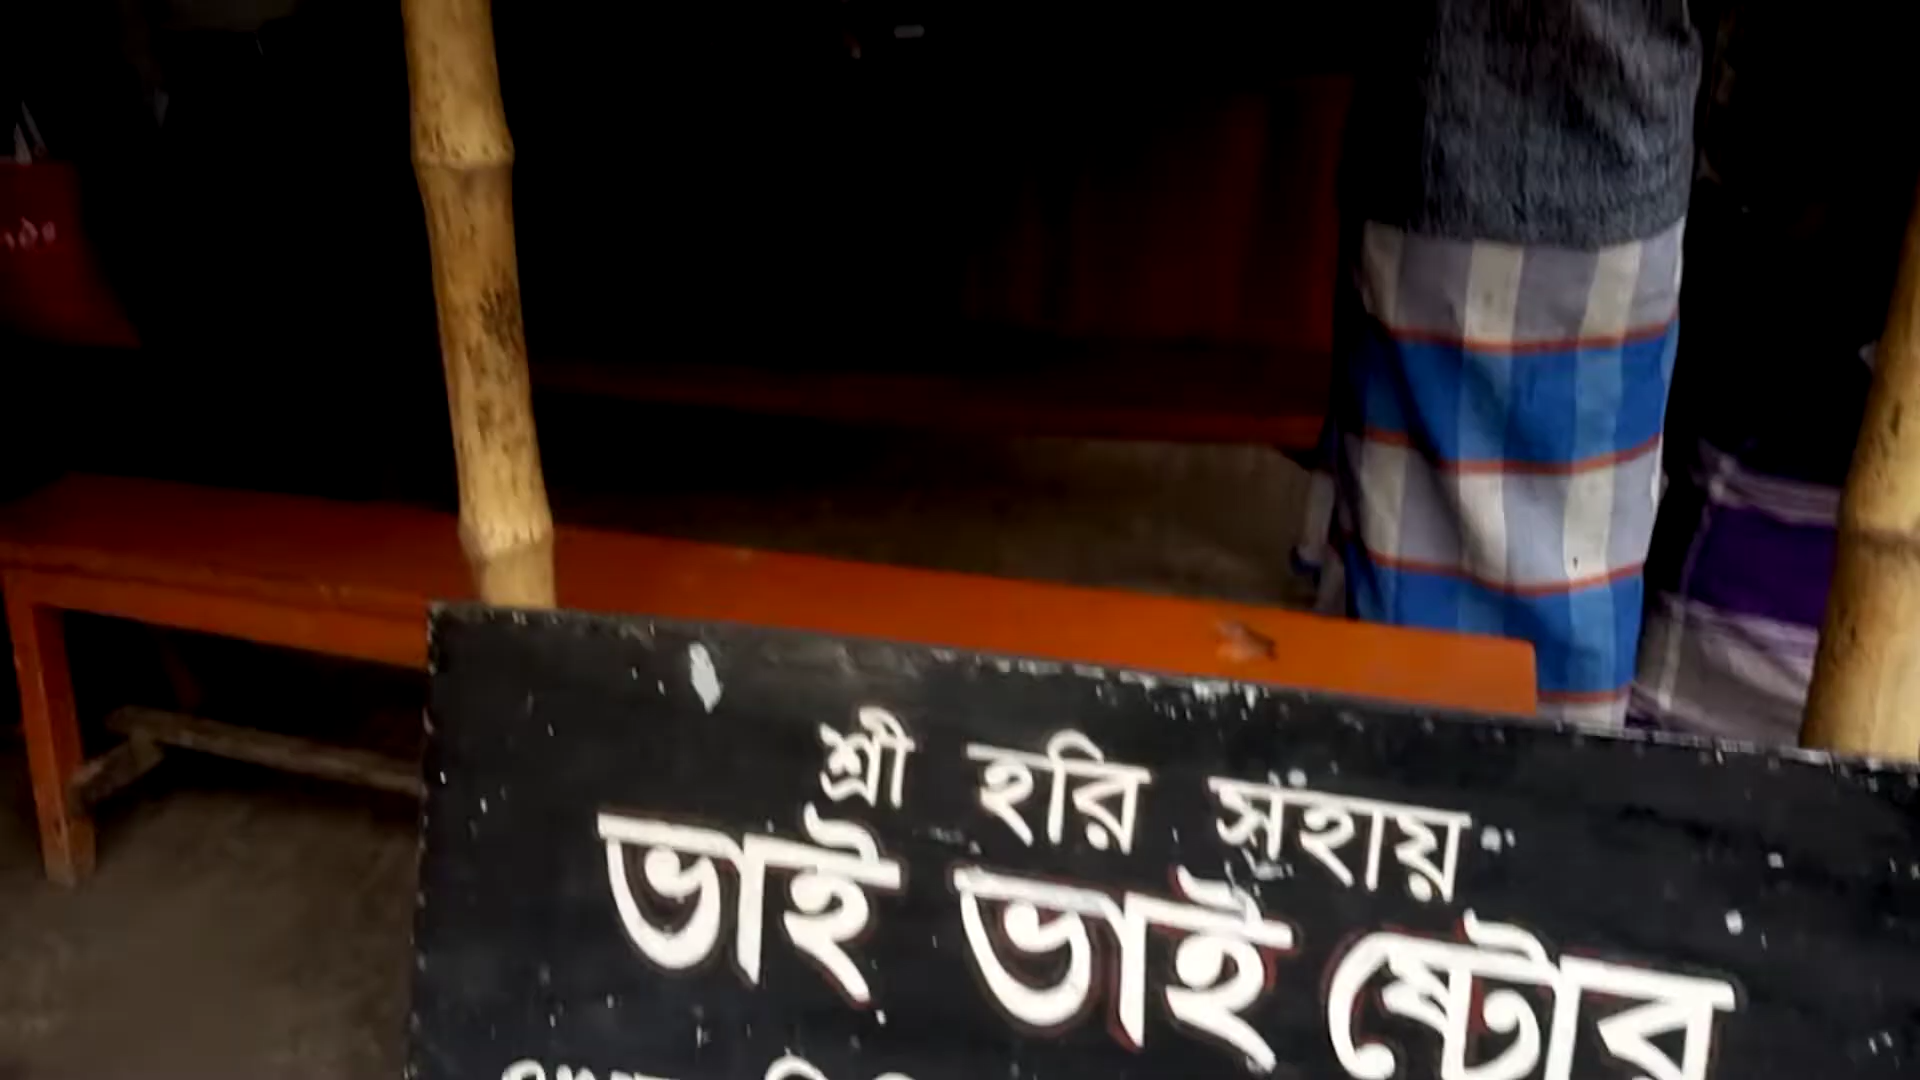 শ্রী হরি সহায়
ভাই ভাই ষ্টোর